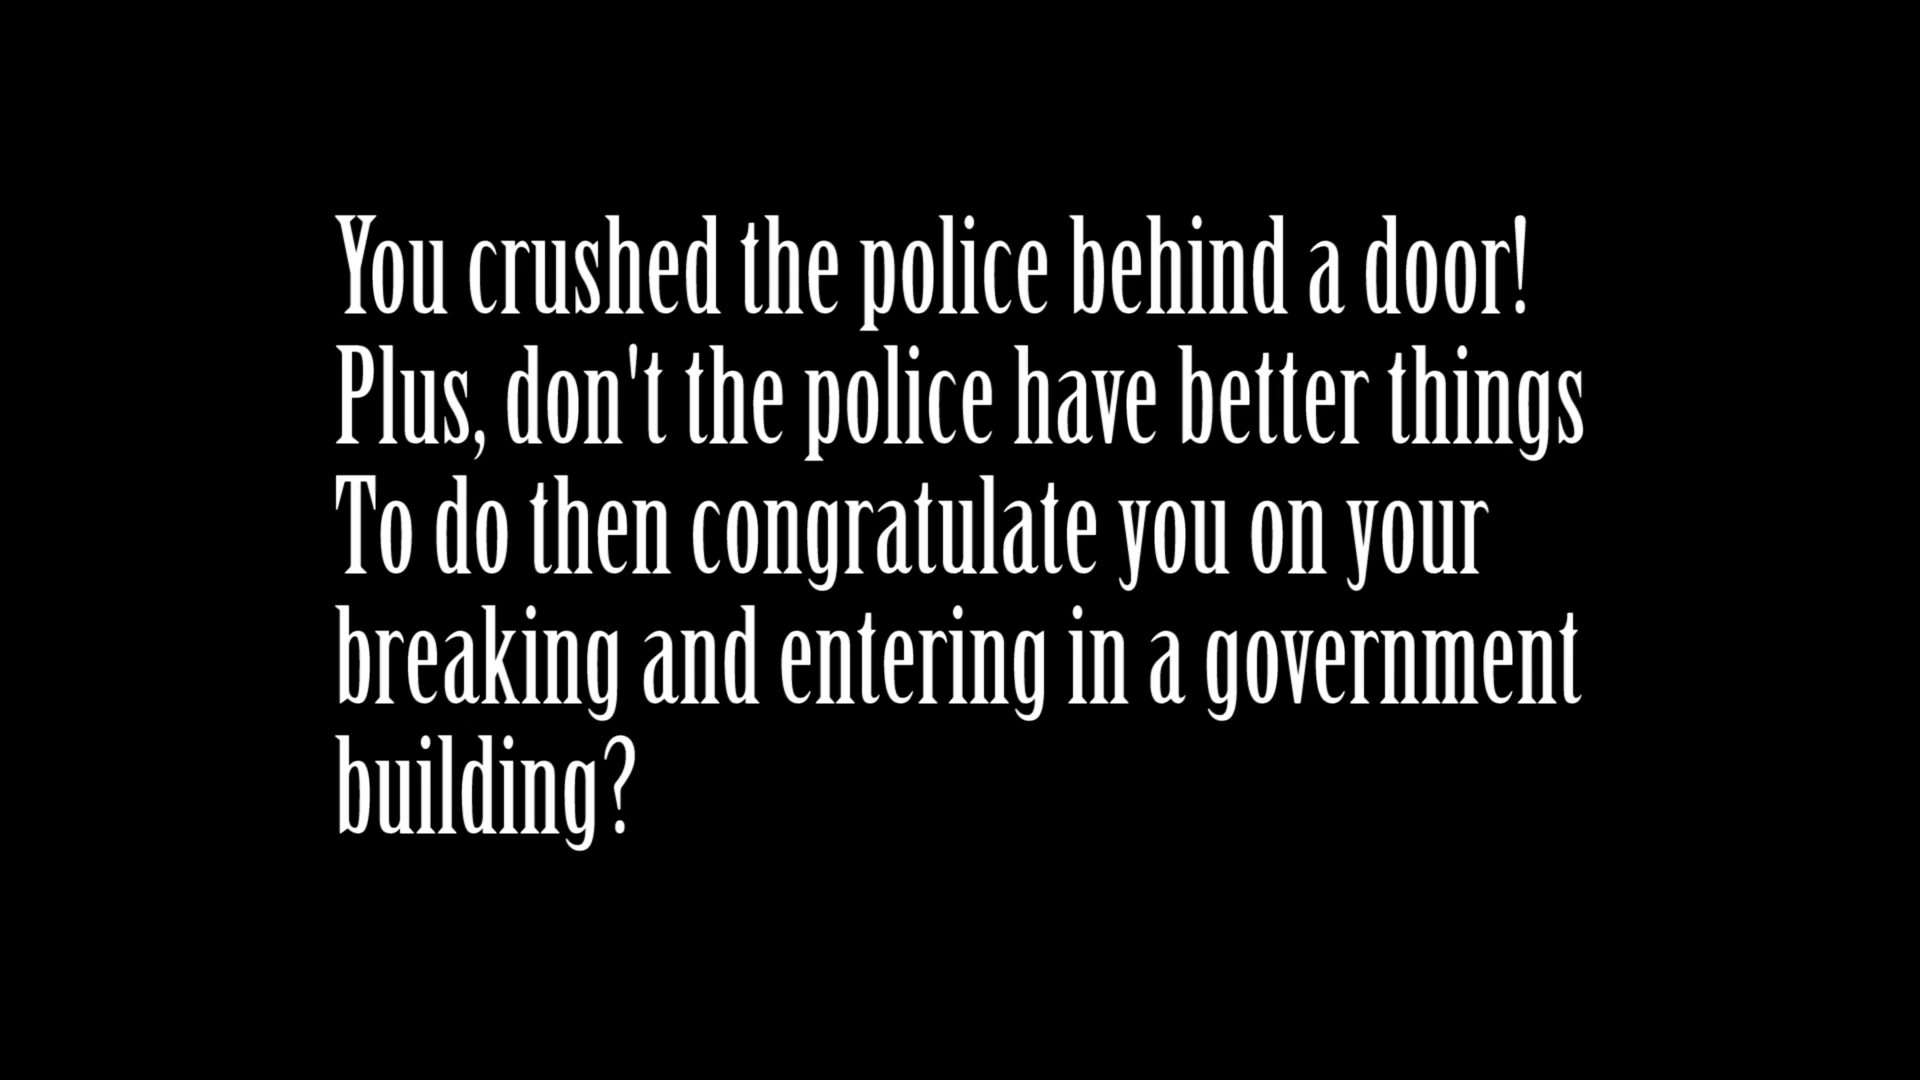 You crushed the police behind a door!
Plus, don't the police have better things
To do then congratulate you on your
breaking and entering in a government
building?